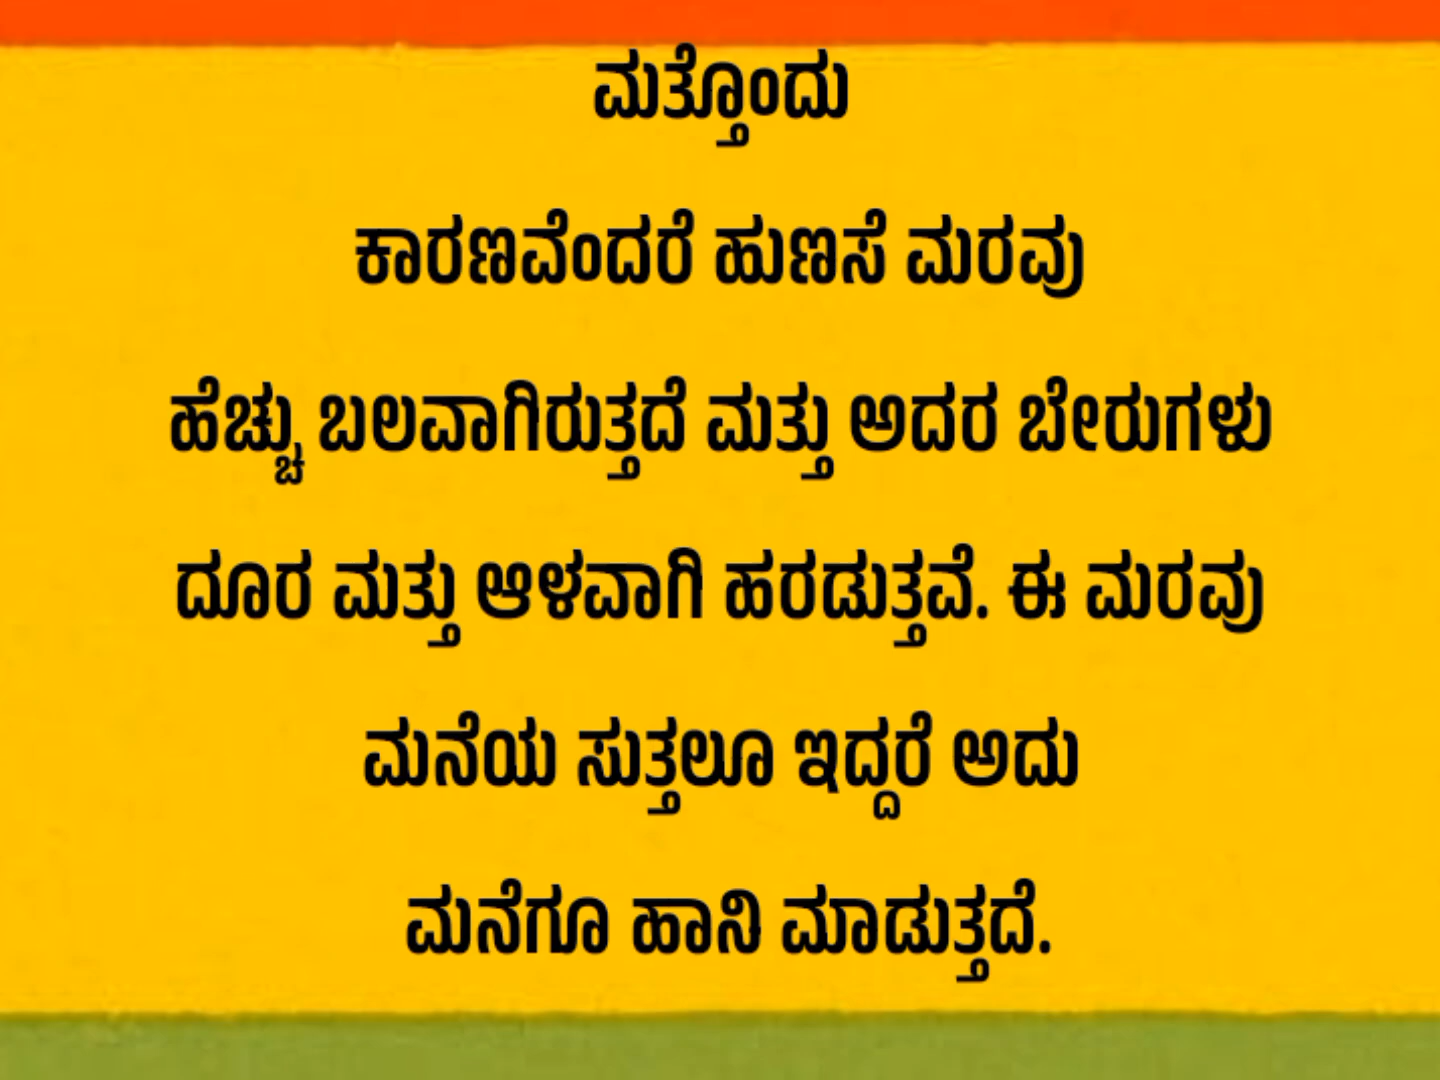 ಮತ್ತೊಂದು
ಕಾರಣವೆಂದರೆ ಹುಣಸೆ ಮರವು
ಹೆಚ್ಚು ಬಲವಾಗಿರುತ್ತದೆ ಮತ್ತು ಅದರ ಬೇರುಗಳು
ದೂರ ಮತ್ತು ಆಳವಾಗಿ ಹರಡುತ್ತವೆ. ಈ ಮರವು
ಮನೆಯ ಸುತ್ತಲೂ ಇದ್ದರೆ ಅದು
ಮನೆಗೂ ಹಾನಿ ಮಾಡುತ್ತದೆ.